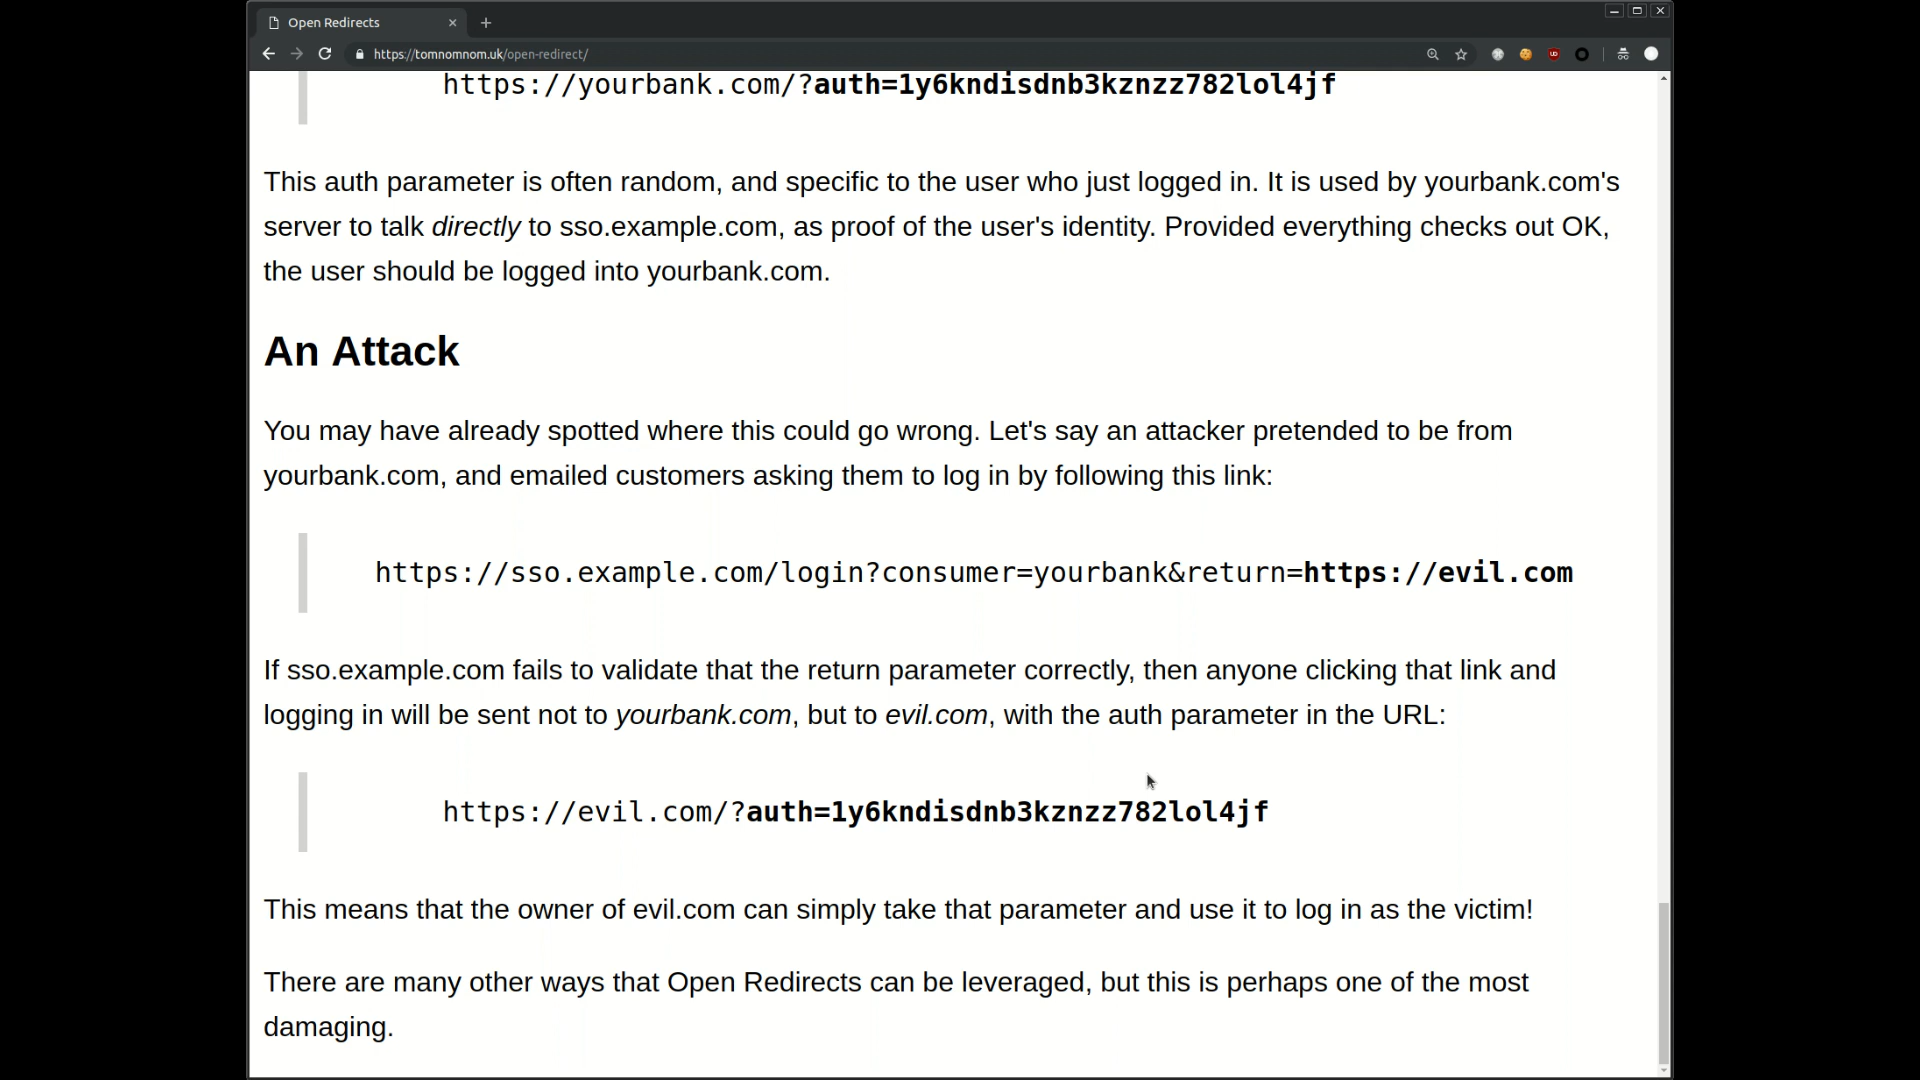 Open Redirects
https://tomnomnom.uk/open-redirect/
https://yourbank.com/?auth=1y6kndisdnb3kznzz782lol4jf
This auth parameter is often random, and specific to the user who just logged in. It is used by yourbank.com's
server to talk directly to sso.example.com, as proof of the user's identity. Provided everything checks out OK,
the user should be logged into yourbank.com.
An Attack
You may have already spotted where this could go wrong. Let's say an attacker pretended to be from
yourbank.com, and emailed customers asking them to log in by following this link:
https://sso.example.com/login?consumer=yourbank&return=https://evil.com
If sso.example.com fails to validate that the return parameter correctly, then anyone clicking that link and
logging in will be sent not to yourbank.com, but to evil.com, with the auth parameter in the URL:
https://evil.com/?auth=1y6kndisdnb3kznzz782lol4jf
This means that the owner of evil.com can simply take that parameter and use it to log in as the victim!
There are many other ways that Open Redirects can be leveraged, but this is perhaps one of the most
damaging.